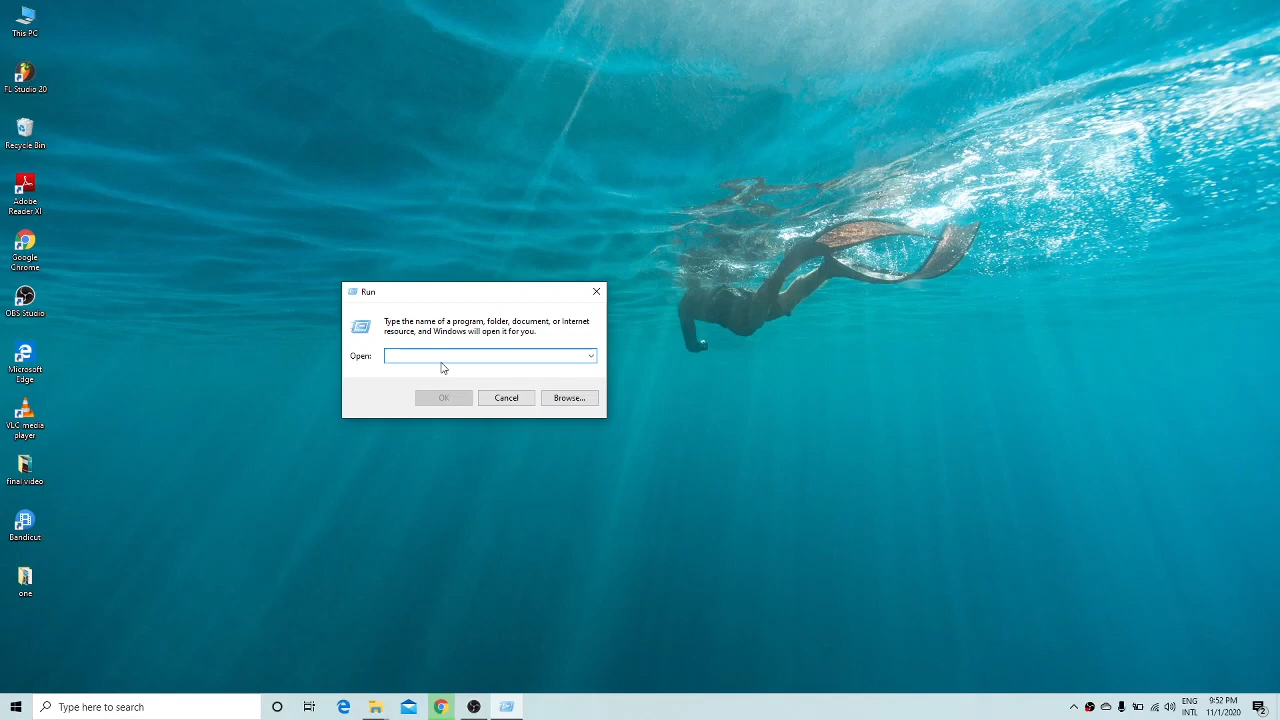 This PC
FL Studio 20
Recycle Bin
Adobe
Reader XI
Google
Chrome
OBS Studio
Microsoft
Edge
VLC media
player
final video
Bandicut
one
Run
Type the name of a program, folder, document, or Internet
resource, and Windows will open it for you.
Open:
OK
Cancel
Browse...
Type here to search
ENG
INTL
9:52 PM
11/1/2020
2